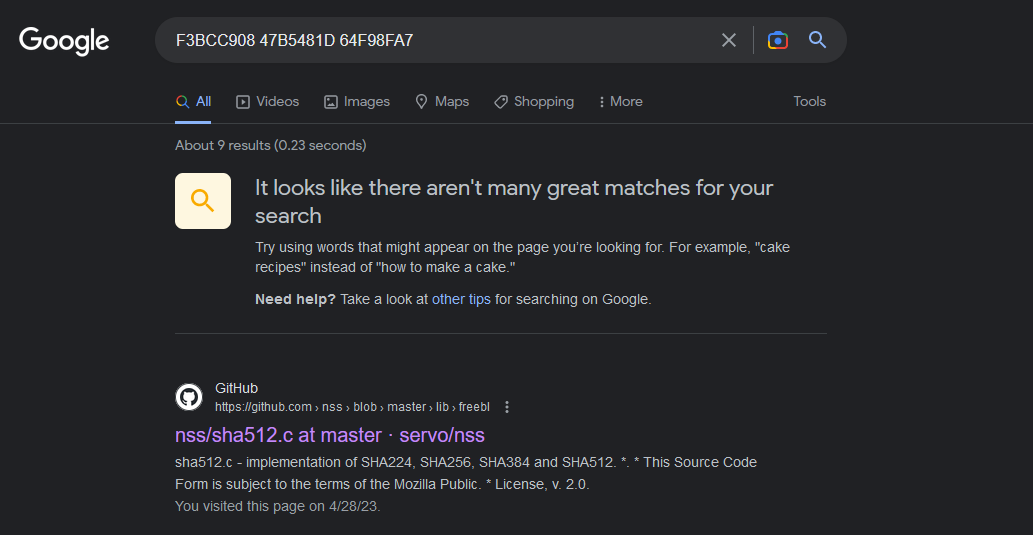 Google
F3BCC908 47B5481D 64F98FA7
All Videos Images Maps Shopping More Tools
About 9 results (0.23 seconds)
It looks like there aren't many great matches for your
search
Try using words that might appear on the page you're looking for. For example, "cake
recipes" instead of "how to make a cake."
Need help? Take a look at other tips for searching on Google.
GitHub
https://github.com › nss › blob › master › lib › freebl
nss/sha512.c at master · servo/nss
sha512.c - implementation of SHA224, SHA256, SHA384 and SHA512. *. * This Source Code
Form is subject to the terms of the Mozilla Public. * License, v. 2.0.
You visited this page on 4/28/23.